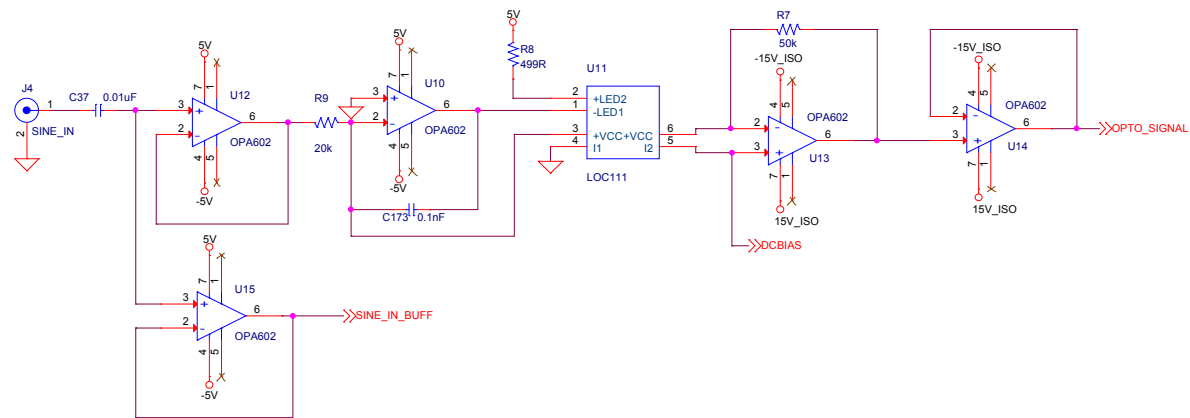 J4
1
2
SINE_IN
C37
0.01uF
5V
7
1
3
+
2
-
U12
6
OPA602
4
5
-5V
R9
20k
5V
7
1
3
+
2
-
U10
6
OPA602
4
5
-5V
C173
0.1nF
5V
R8
499R
U11
2
+LED2
1
-LED1
3
+VCC+VCC
6
4
I1
I2
5
LOC111
R7
50k
-15V_ISO
4
5
OPA602
2
-
3
+
6
U13
7
1
15V_ISO
DCBIAS
-15V_ISO
4
5
OPA602
2
-
3
+
6
U14
7
1
15V_ISO
OPTO_SIGNAL
5V
7
1
3
+
2
-
U15
6
OPA602
4
5
-5V
SINE_IN_BUFF